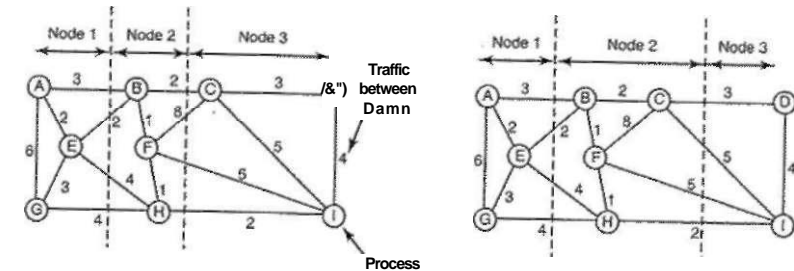 Node 1 Node 2 Node 3
A 3 B 2 C 3 /&") Traffic
between
Damn
2 2 1 8
6 E F 5 4
3 4 1 5
G 4 H 2 I
Process
Node 1 Node 2 Node 3
A 3 B 2 C 3 D
2 2 1 8
6 E F 5 4
3 4 1 5
G 4 H 2 I